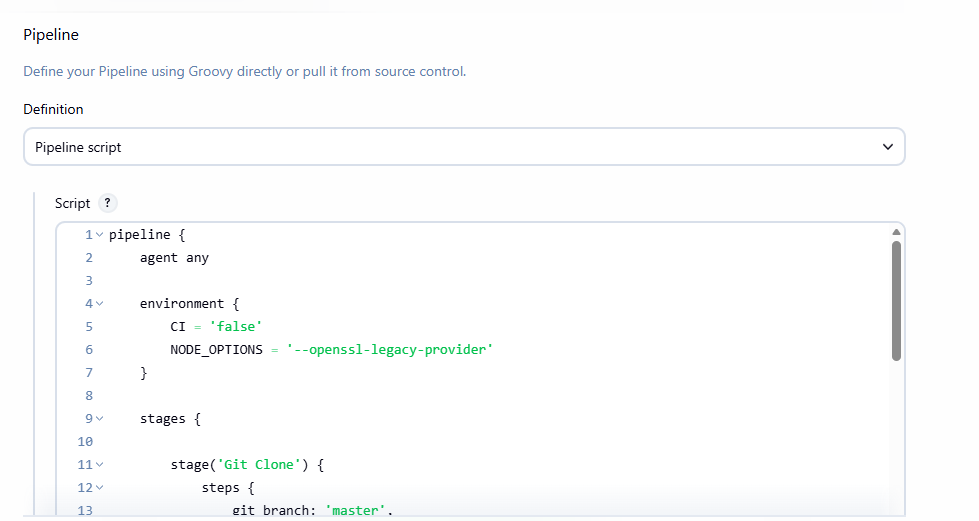 Pipeline
Define your Pipeline using Groovy directly or pull it from source control.
Definition
Pipeline script
Script ?
1 pipeline {
2     agent any
3
4     environment {
5         CI = 'false'
6         NODE_OPTIONS = '--openssl-legacy-provider'
7     }
8
9     stages {
10
11         stage('Git Clone') {
12             steps {
13                 git branch: 'master',